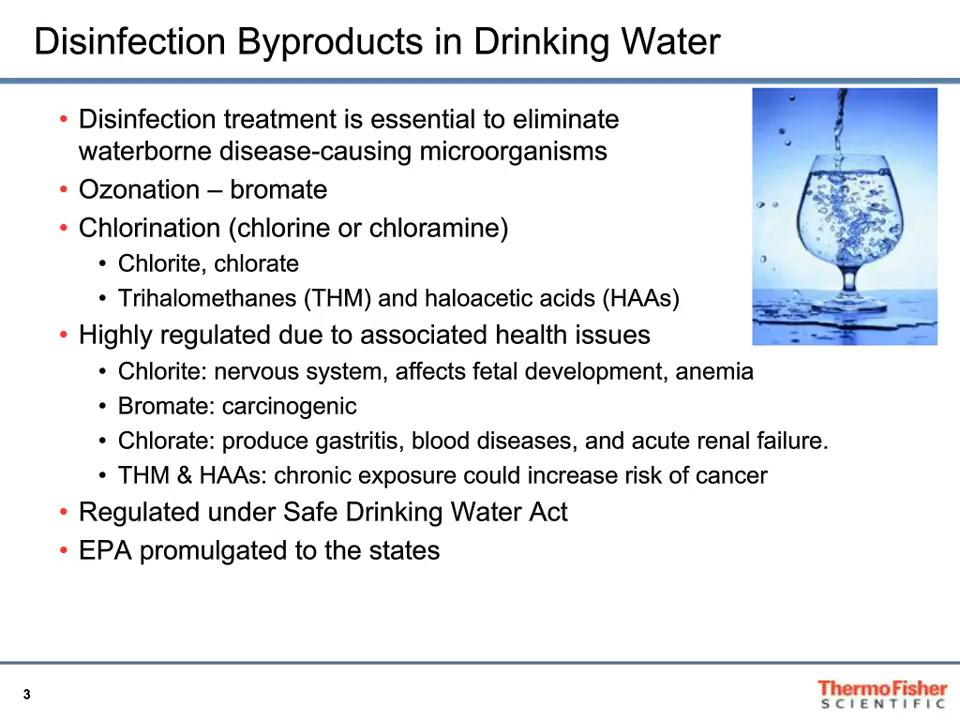 Disinfection Byproducts in Drinking Water
• Disinfection treatment is essential to eliminate
waterborne disease-causing microorganisms
• Ozonation – bromate
• Chlorination (chlorine or chloramine)
• Chlorite, chlorate
• Trihalomethanes (THM) and haloacetic acids (HAAs)
• Highly regulated due to associated health issues
• Chlorite: nervous system, affects fetal development, anemia
• Bromate: carcinogenic
• Chlorate: produce gastritis, blood diseases, and acute renal failure.
• THM & HAAs: chronic exposure could increase risk of cancer
• Regulated under Safe Drinking Water Act
• EPA promulgated to the states
3
ThermoFisher
SCIENTIFIC